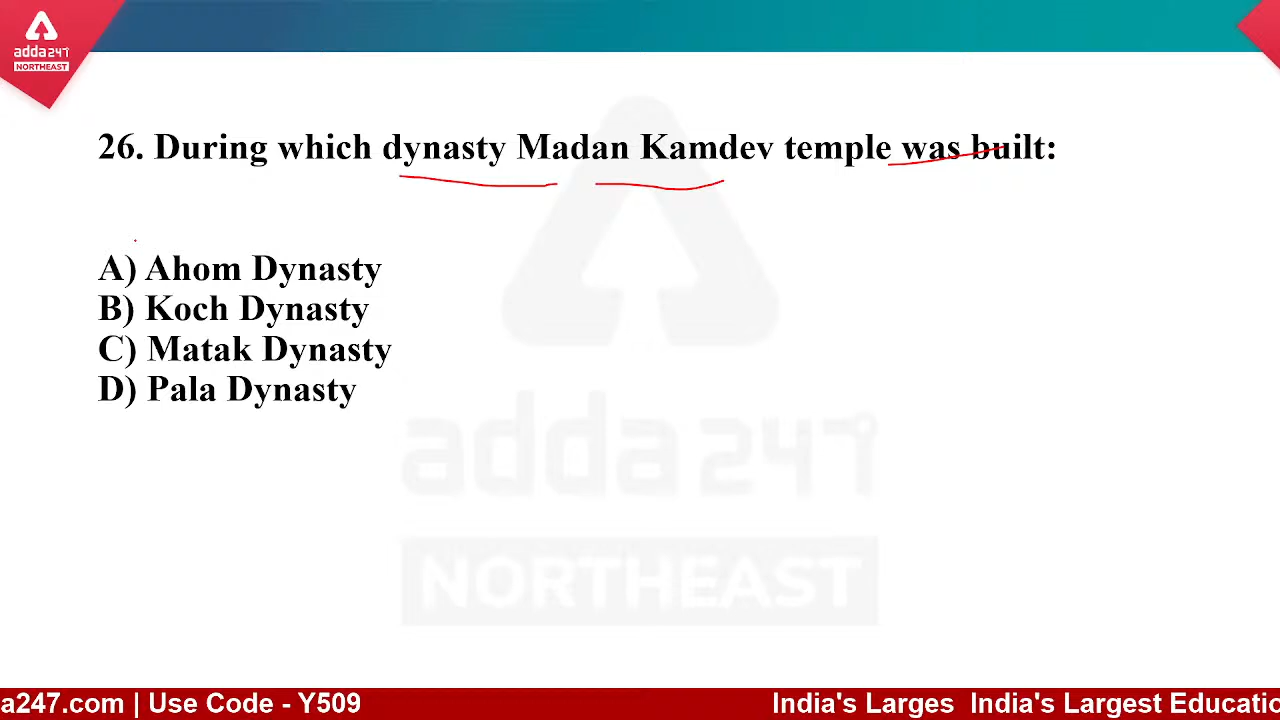 adda247
NORTHEAST
26. During which dynasty Madan Kamdev temple was built:
A) Ahom Dynasty
B) Koch Dynasty
C) Matak Dynasty
D) Pala Dynasty
adda247
NORTHEAST
a247.com | Use Code - Y509
India's Larges India's Largest Educatio